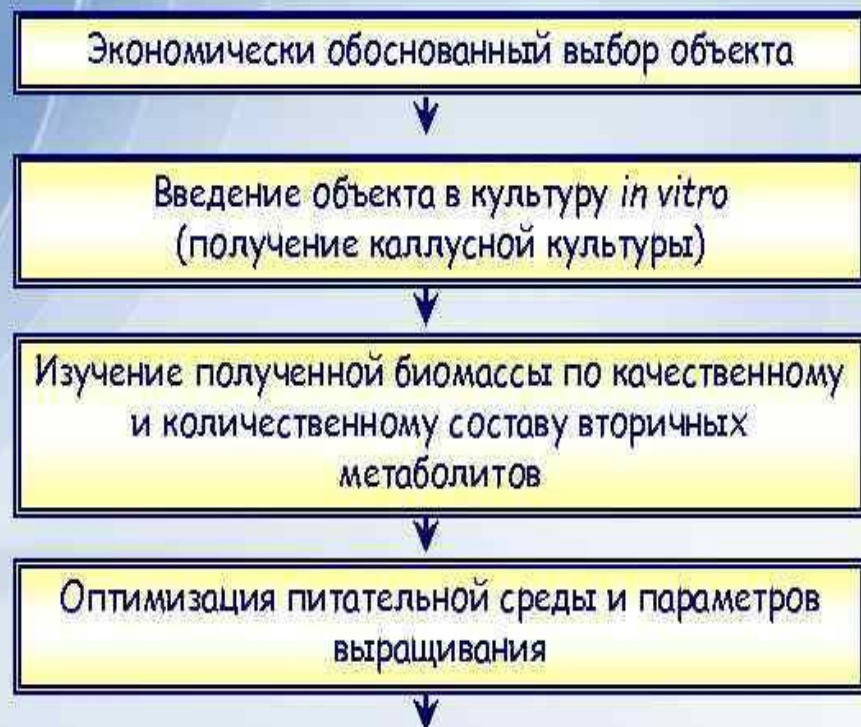 Экономически обоснованный выбор объекта
Введение объекта в культуру in vitro
(получение каллусной культуры)
Изучение полученной биомассы по качественному
и количественному составу вторичных
метаболитов
Оптимизация питательной среды и параметров
выращивания